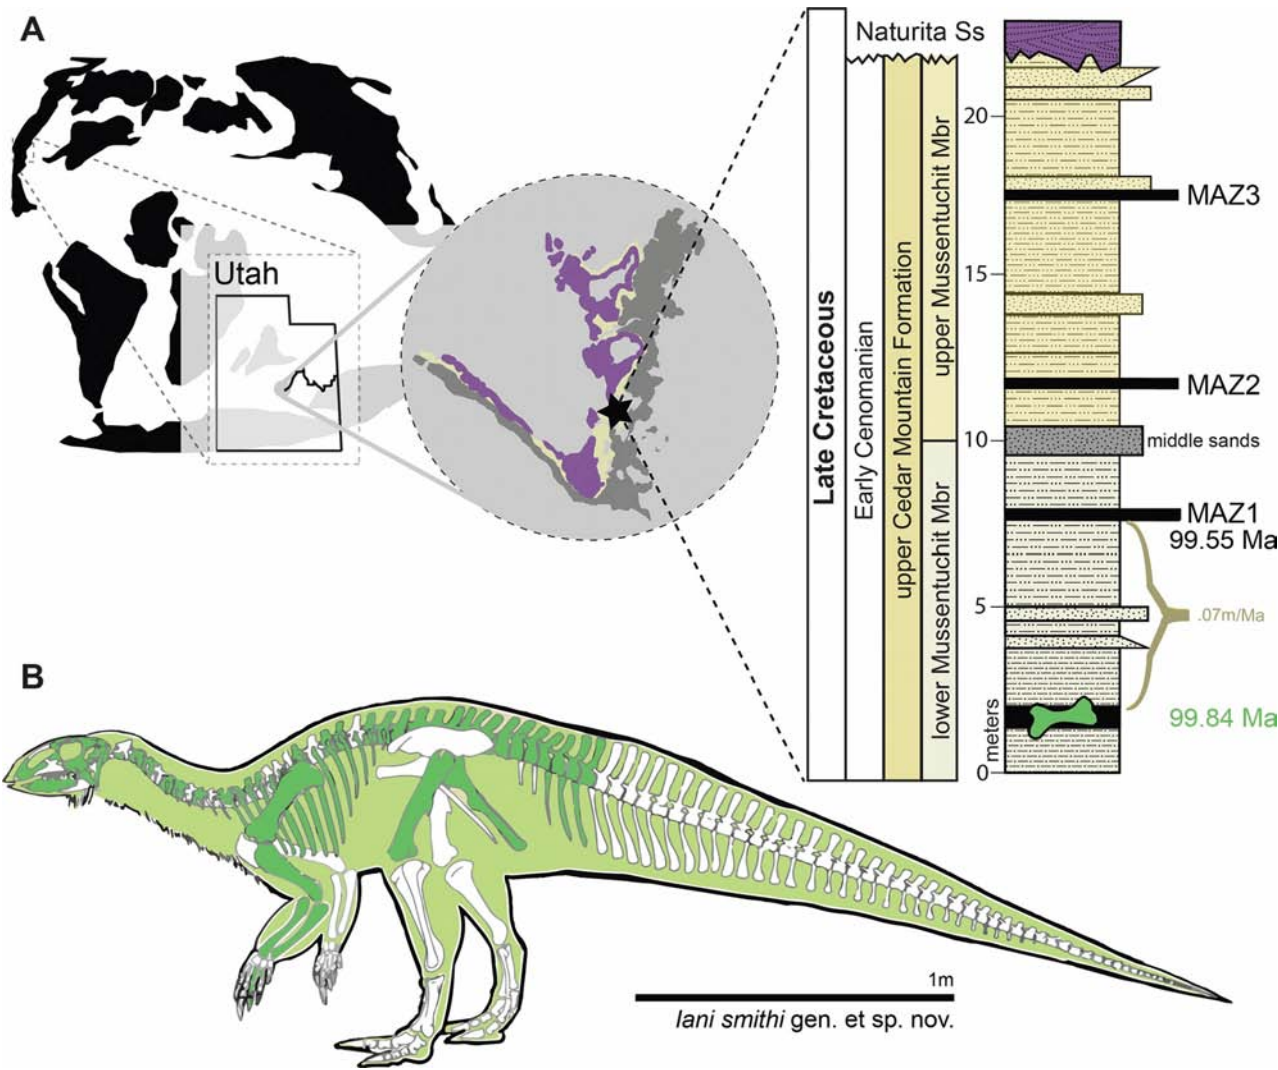 A
Utah
Naturita Ss
Late Cretaceous
Early Cenomanian
upper Cedar Mountain Formation
upper Mussentuchit Mbr
lower Mussentuchit Mbr
20
15
10
5
0
meters
MAZ3
MAZ2
middle sands
MAZ1
99.55 Ma
.07m/Ma
99.84 Ma
B
1m
Iani smithi gen. et sp. nov.